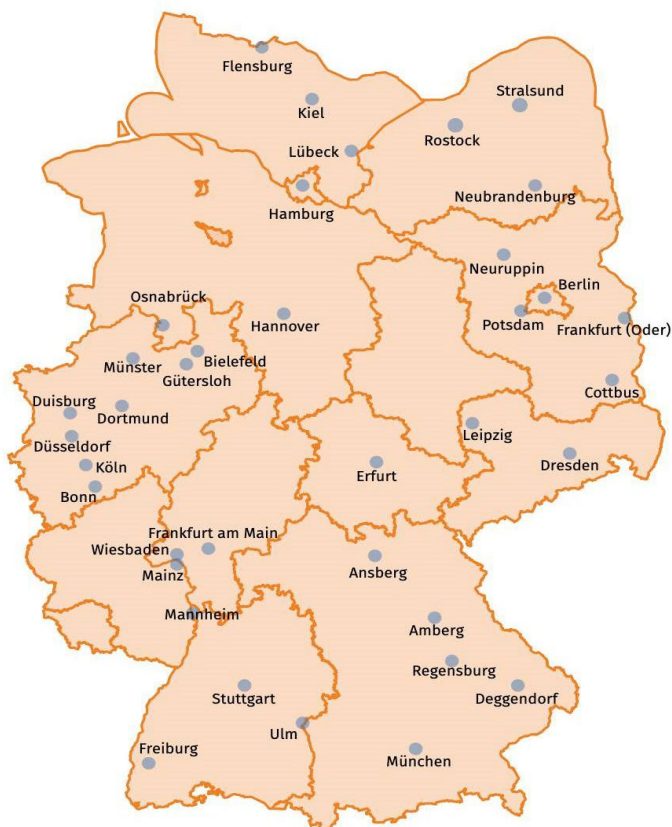 Flensburg
Stralsund
Kiel
Rostock
Lübeck
Neubrandenburg
Hamburg
Neuruppin
Berlin
Osnabrück
Hannover
Potsdam
Frankfurt (Oder)
Münster
Bielefeld
Gütersloh
Cottbus
Duisburg
Dortmund
Leipzig
Düsseldorf
Dresden
Köln
Erfurt
Bonn
Frankfurt am Main
Wiesbaden
Mainz
Ansberg
Mannheim
Amberg
Regensburg
Stuttgart
Deggendorf
Ulm
Freiburg
München